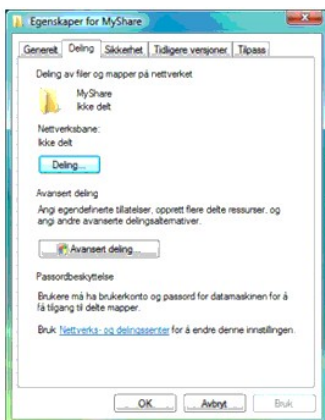 Egenskaper for MyShare
Generelt Deling Sikkerhet Tidligere versjoner Tilpass
Deling av filer og mapper på nettverket
MyShare
Ikke delt
Nettverksbane:
Ikke delt
Deling...
Avansert deling
Angi egendefinerte tillatelser, opprett flere delte ressurser, og
angi andre avanserte delingsalternativer.
Avansert deling...
Passordbeskyttelse
Brukere må ha brukerkonto og passord for datamaskinen for å
få tilgang til delte mapper.
Bruk Nettverks- og delingssenter for å endre denne innstillingen.
OK Avbryt Bruk